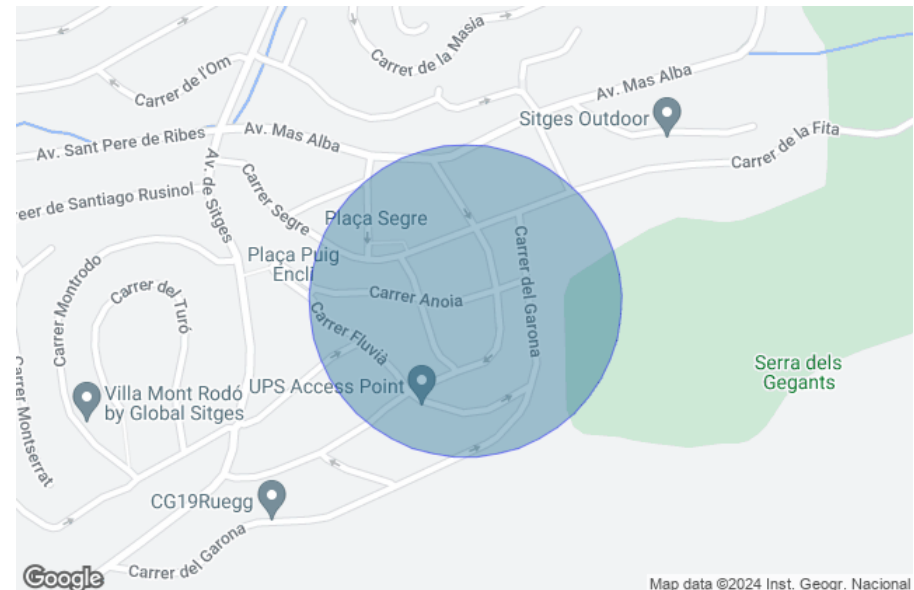 Carrer de la Masia
Carrer de l'Om
Av. Mas Alba
Sitges Outdoor
Av. Sant Pere de Ribes
Av. Mas Alba
Carrer de la Fita
Av. de Sitges
reer de Santiago Rusinol
Carrer Segre
Plaça Segre
Carrer del Garona
Plaça Puig
Encli
Carrer Montrodo
Carrer del Turó
Carrer Anoia
Carrer Fluvià
Serra dels
Gegants
UPS Access Point
Villa Mont Rodó
by Global Sitges
Carrer Montserrat
CG19Ruegg
Carrer del Garona
Google
Map data ©2024 Inst. Geogr. Nacional